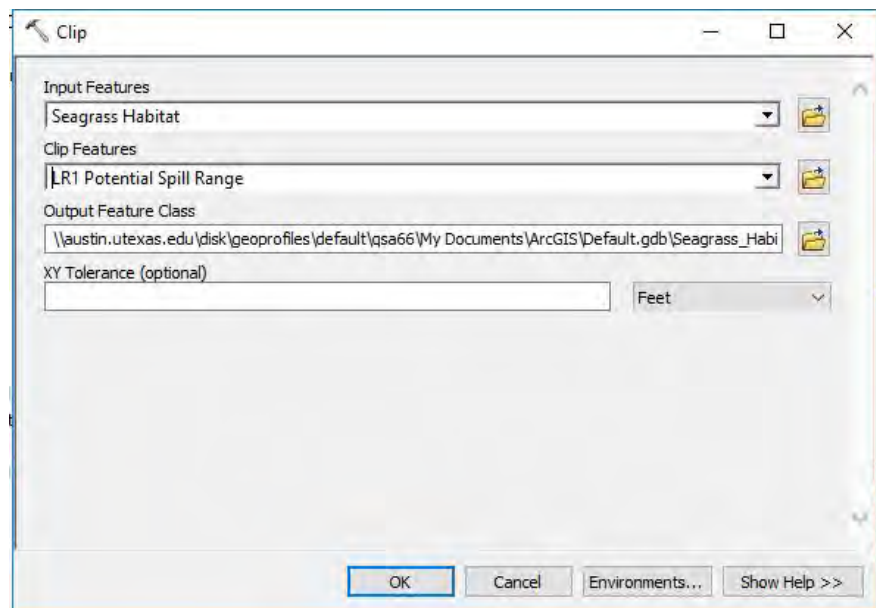 Clip
Input Features
Seagrass Habitat
Clip Features
LR1 Potential Spill Range
Output Feature Class
\\austin.utexas.edu\disk\geoprofiles\default\qsa66\My Documents\ArcGIS\Default.gdb\Seagrass_Habi
XY Tolerance (optional)
Feet
OK Cancel Environments... Show Help >>